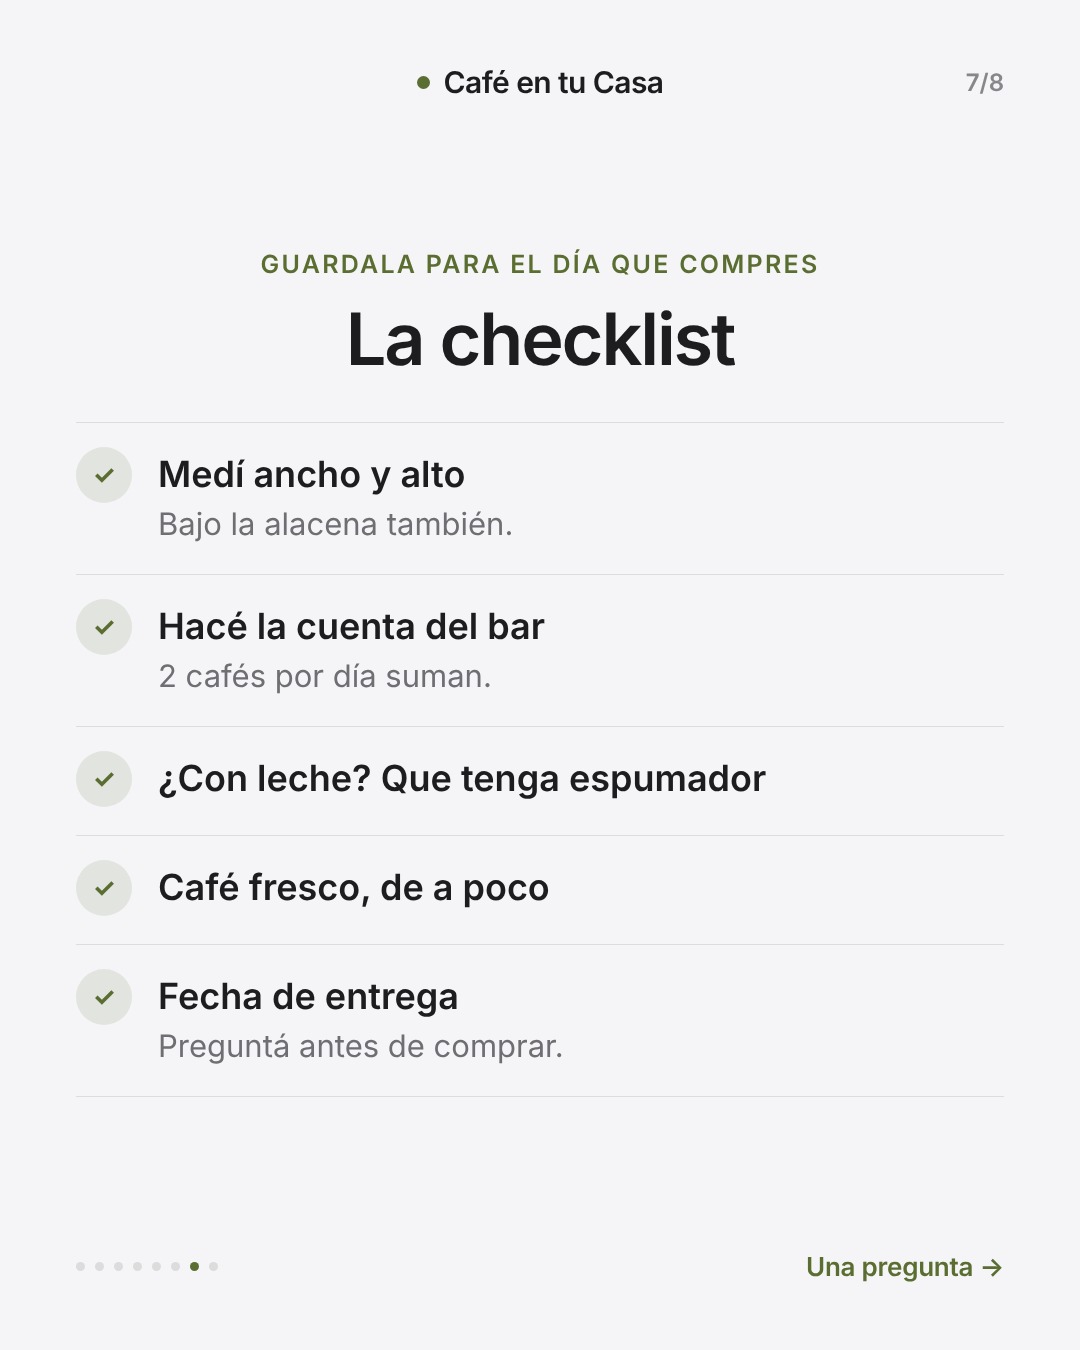 Café en tu Casa
7/8
GUARDALA PARA EL DÍA QUE COMPRES
La checklist
Medí ancho y alto
Bajo la alacena también.
Hacé la cuenta del bar
2 cafés por día suman.
¿Con leche? Que tenga espumador
Café fresco, de a poco
Fecha de entrega
Preguntá antes de comprar.
Una pregunta →